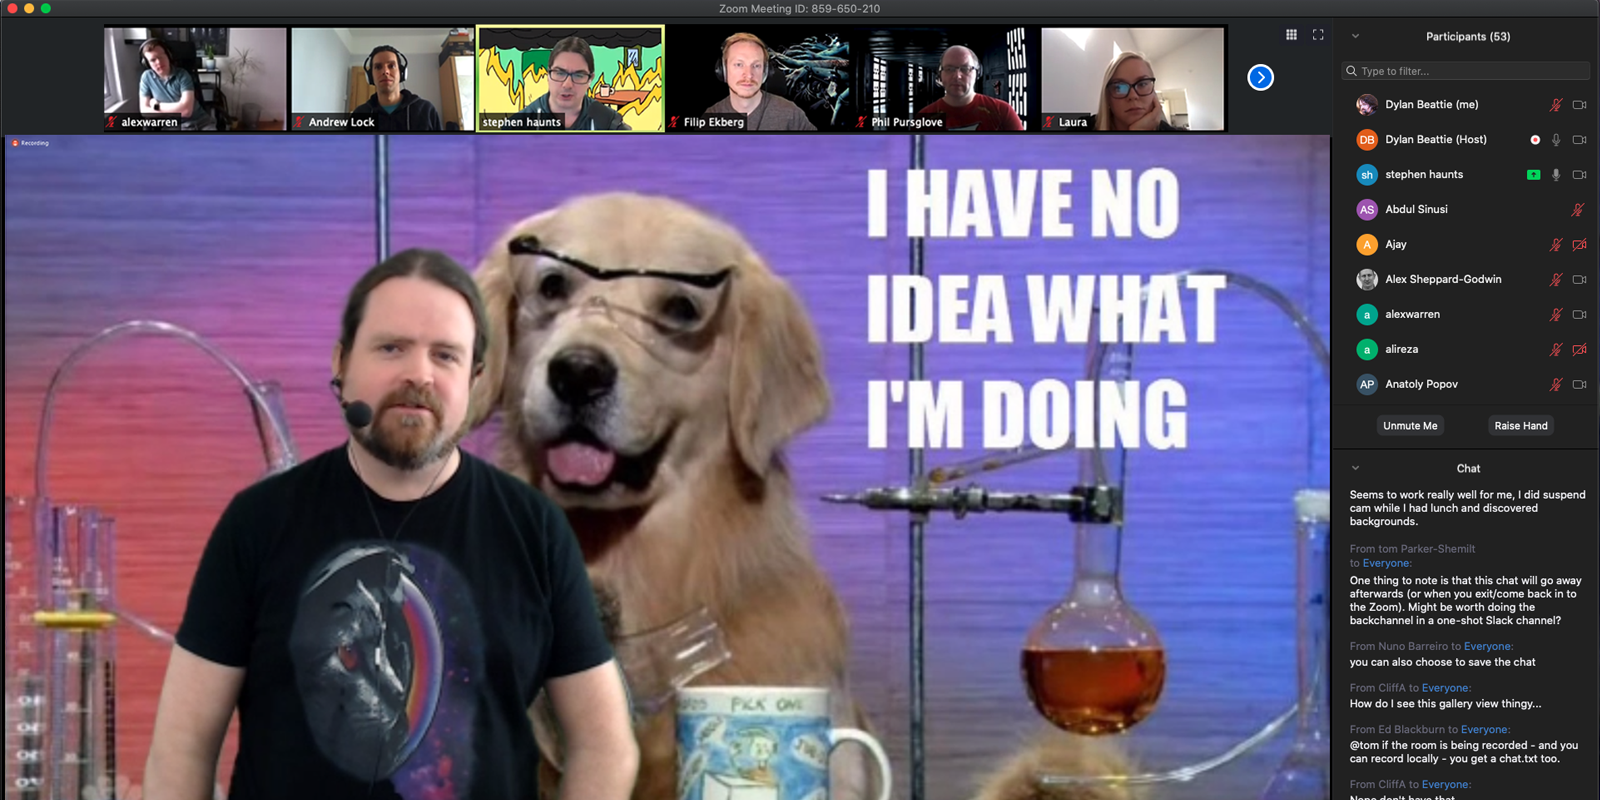 Zoom Meeting ID: 859-650-210
alexwarren
Andrew Lock
stephen haunts
Filip Ekberg
Phil Pursglove
Laura
Recording
I HAVE NO
IDEA WHAT
I'M DOING
PICK ONE
Participants (53)
Type to filter...
Dylan Beattie (me)
DB Dylan Beattie (Host)
sh stephen haunts
AS Abdul Sinusi
A Ajay
Alex Sheppard-Godwin
a alexwarren
a alireza
AP Anatoly Popov
Unmute Me Raise Hand
Chat
Seems to work really well for me, I did suspend
cam while I had lunch and discovered
backgrounds.
From tom Parker-Shemilt
to Everyone:
One thing to note is that this chat will go away
afterwards (or when you exit/come back in to
the Zoom). Might be worth doing the
backchannel in a one-shot Slack channel?
From Nuno Barreiro to Everyone:
you can also choose to save the chat
From CliffA to Everyone:
How do I see this gallery view thingy...
From Ed Blackburn to Everyone:
@tom if the room is being recorded - and you
can record locally - you get a chat.txt too.
From CliffA to Everyone:
Nope don't have that